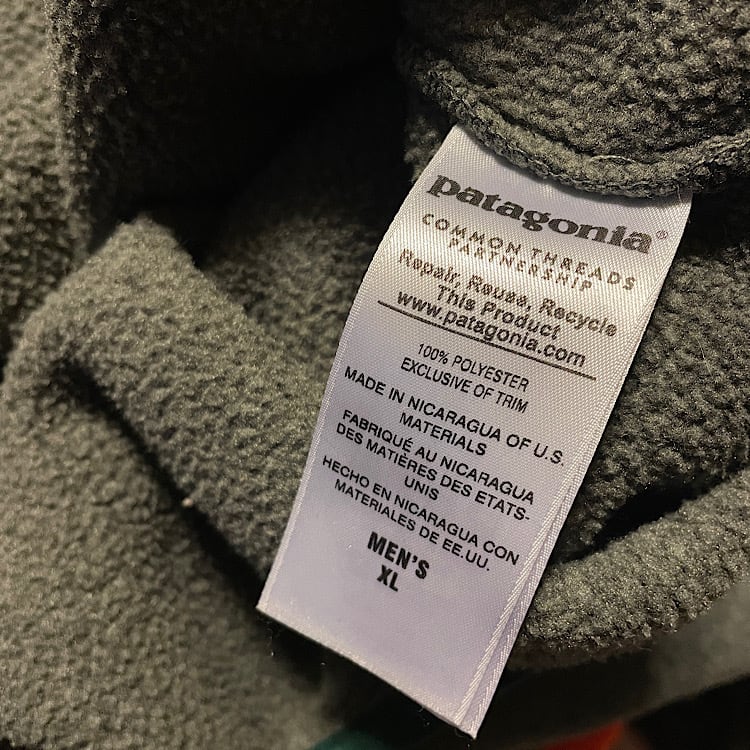 patagonia®
COMMON THREADS
PARTNERSHIP
Repair, Reuse, Recycle
This Product
www.patagonia.com
100% POLYESTER
EXCLUSIVE OF TRIM
MADE IN NICARAGUA OF U.S.
MATERIALS
FABRIQUÉ AU NICARAGUA
DES MATIÈRES DES ETATS-
UNIS
HECHO EN NICARAGUA CON
MATERIALES DE EE.UU.
MEN'S
XL